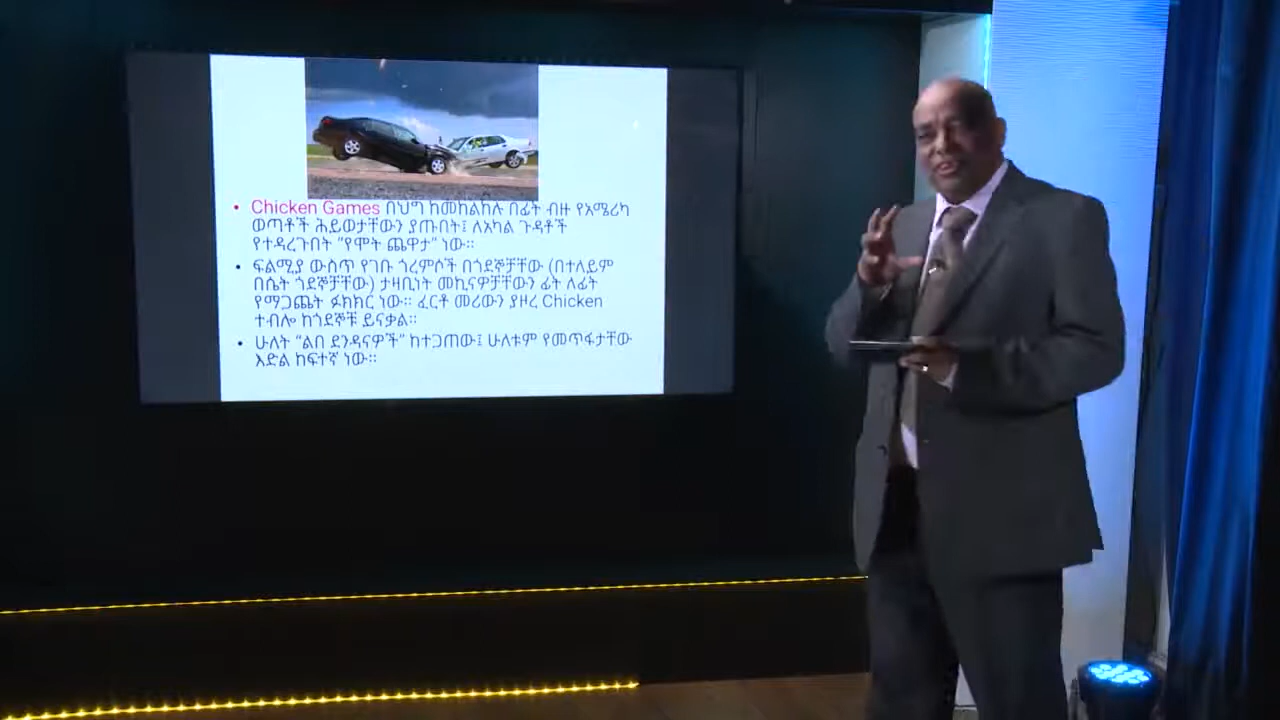 • Chicken Games በህግ ከመከልከሉ በፊት ብዙ የአሜሪካ
ወጣቶች ሕይወታቸውን ያጡበት፤ ለአካል ጉዳቶች
የተዳረጉበት “የሞት ጨዋታ” ነው።
• ፍልሚያ ውስጥ የገቡ ጎረምሶች በጎደኞቻቸው (በተለይም
በሴት ጎደኞቻቸው) ታዛቢነት መኪናዎቻቸውን ፊት ለፊት
የማጋጨት ፉክክር ነው። ፈርቶ መሪውን ያዞረ Chicken
ተብሎ ከጎደኞቹ ይናቃል።
• ሁለት “ልበ ደንዳናዎች” ከተጋጠው፤ ሁለቱም የመጥፋታቸው
እድል ከፍተኛ ነው።